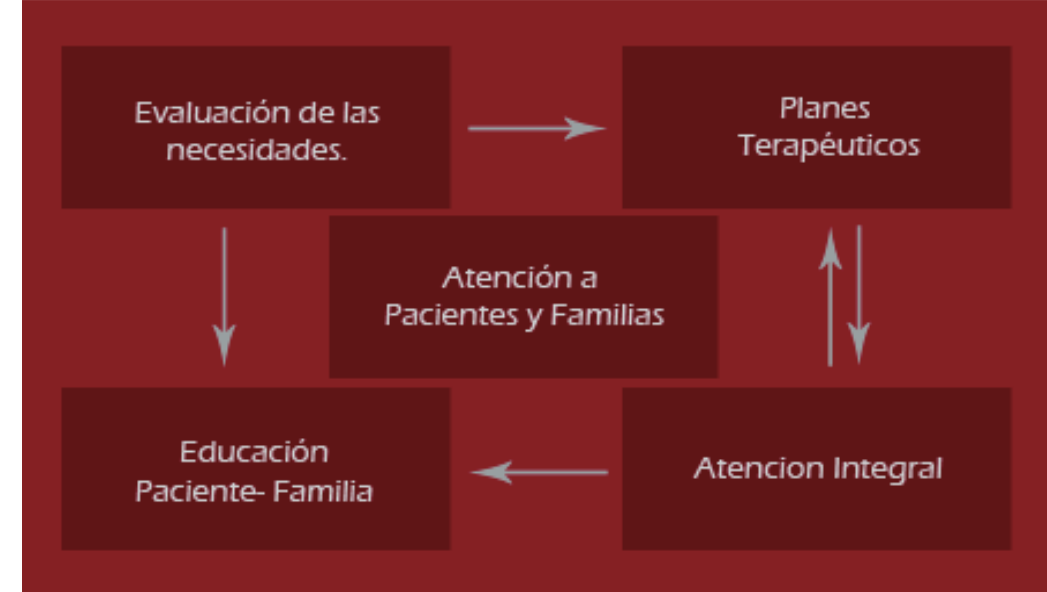 Evaluación de las
necesidades.
Planes
Terapéuticos
Atención a
Pacientes y Familias
Educación
Paciente- Familia
Atencion Integral